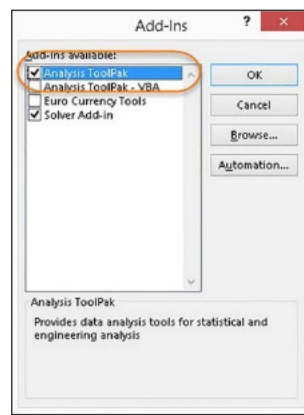 Add-Ins ? ×
Add-Ins available:
Analysis ToolPak
Analysis ToolPak - VBA
Euro Currency Tools
Solver Add-in
OK
Cancel
Browse...
Automation...
Analysis ToolPak
Provides data analysis tools for statistical and
engineering analysis